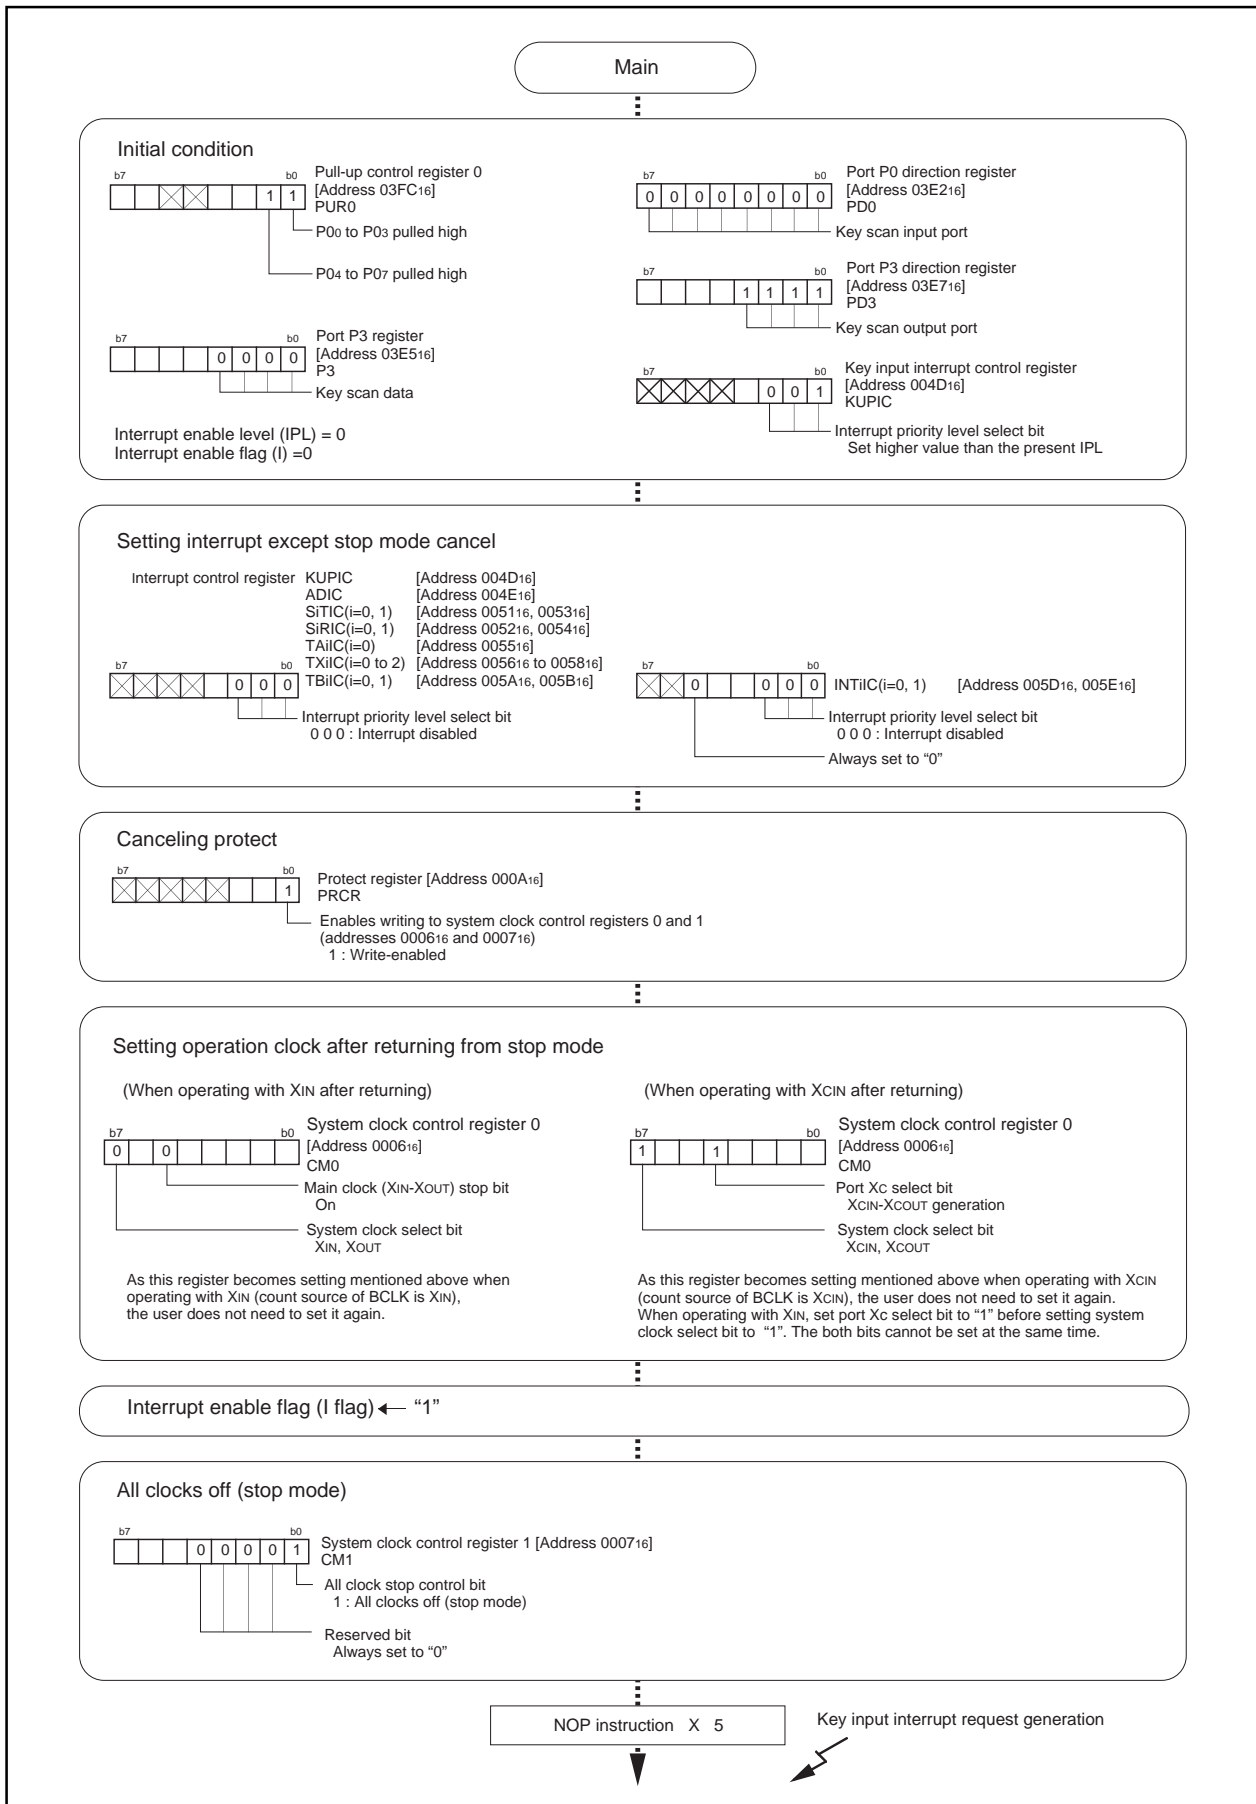 Main
Initial condition
b7 b0
1 1
Pull-up control register 0
[Address 03FC16]
PUR0
P00 to P03 pulled high
P04 to P07 pulled high
b7 b0
0 0 0 0
Port P3 register
[Address 03E516]
P3
Key scan data
Interrupt enable level (IPL) = 0
Interrupt enable flag (I) =0
b7 b0
0 0 0 0 0 0 0 0
Port P0 direction register
[Address 03E216]
PD0
Key scan input port
b7 b0
1 1 1 1
Port P3 direction register
[Address 03E716]
PD3
Key scan output port
b7 b0
0 0 1
Key input interrupt control register
[Address 004D16]
KUPIC
Interrupt priority level select bit
Set higher value than the present IPL
Setting interrupt except stop mode cancel
Interrupt control register KUPIC [Address 004D16]
ADIC [Address 004E16]
SiTIC(i=0, 1) [Address 005116, 005316]
SiRIC(i=0, 1) [Address 005216, 005416]
TAiIC(i=0) [Address 005516]
TXiIC(i=0 to 2) [Address 005616 to 005816]
TBiIC(i=0, 1) [Address 005A16, 005B16]
b7 b0
0 0 0
Interrupt priority level select bit
0 0 0 : Interrupt disabled
b7 b0
0 0 0 0
INTiIC(i=0, 1) [Address 005D16, 005E16]
Interrupt priority level select bit
0 0 0 : Interrupt disabled
Always set to “0”
Canceling protect
b7 b0
1
Protect register [Address 000A16]
PRCR
Enables writing to system clock control registers 0 and 1
(addresses 000616 and 000716)
1 : Write-enabled
Setting operation clock after returning from stop mode
(When operating with XIN after returning)
b7 b0
0 0
System clock control register 0
[Address 000616]
CM0
Main clock (XIN-XOUT) stop bit
On
System clock select bit
XIN, XOUT
As this register becomes setting mentioned above when
operating with XIN (count source of BCLK is XIN),
the user does not need to set it again.
(When operating with XCIN after returning)
b7 b0
1 1
System clock control register 0
[Address 000616]
CM0
Port XC select bit
XCIN-XCOUT generation
System clock select bit
XCIN, XCOUT
As this register becomes setting mentioned above when operating with XCIN
(count source of BCLK is XCIN), the user does not need to set it again.
When operating with XIN, set port Xc select bit to “1” before setting system
clock select bit to “1”. The both bits cannot be set at the same time.
Interrupt enable flag (I flag) ← “1”
All clocks off (stop mode)
b7 b0
0 0 0 0 1
System clock control register 1 [Address 000716]
CM1
All clock stop control bit
1 : All clocks off (stop mode)
Reserved bit
Always set to “0”
NOP instruction X 5
Key input interrupt request generation